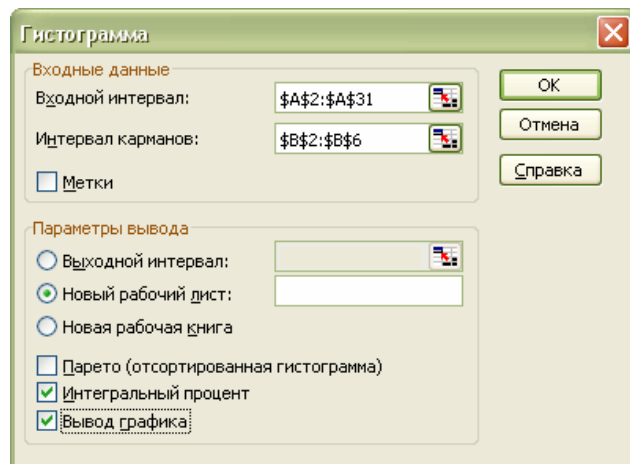 Гистограмма
Входные данные
Входной интервал: $A$2:$A$31
Интервал карманов: $B$2:$B$6
Метки
ОК
Отмена
Справка
Параметры вывода
Выходной интервал:
Новый рабочий лист:
Новая рабочая книга
Парето (отсортированная гистограмма)
Интегральный процент
Вывод графика